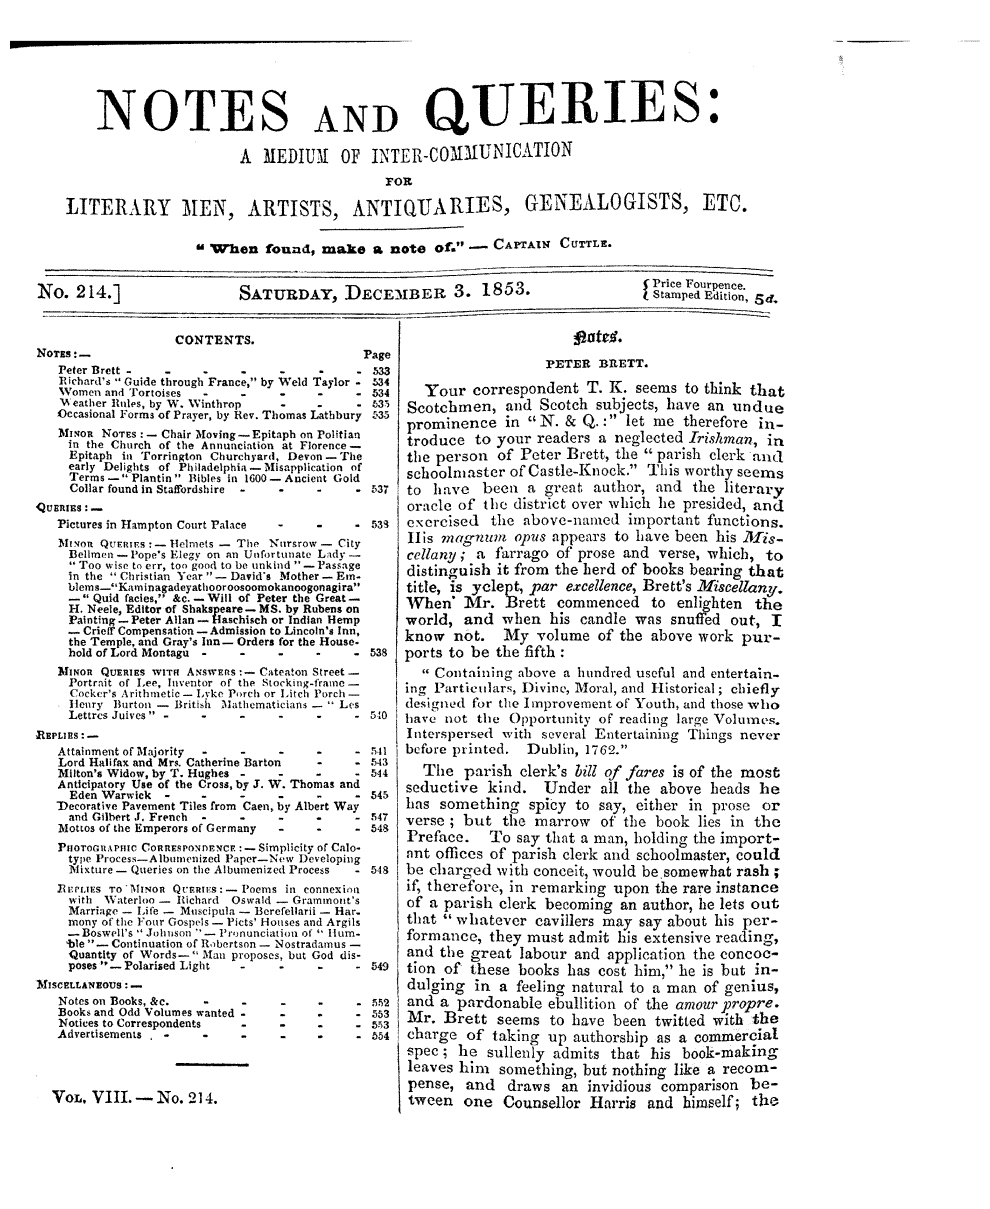 NOTES AND QUERIES:
A MEDIUM OF INTER-COMMUNICATION
FOR
LITERARY MEN, ARTISTS, ANTIQUARIES, GENEALOGISTS, ETC.
“When found, make a note of.” — CAPTAIN CUTTLE.
No. 214.] SATURDAY, DECEMBER 3. 1853. { Price Fourpence. Stamped Edition, 5d.
CONTENTS.
NOTES :— Page
Peter Brett - - - - - - - 533
Richard's “Guide through France,” by Weld Taylor - 534
Women and Tortoises - - - - - 534
Weather Rules, by W. Winthrop - - - 535
Occasional Forms of Prayer, by Rev. Thomas Lathbury 535
MINOR NOTES : — Chair Moving — Epitaph on Politian
in the Church of the Annunciation at Florence —
Epitaph in Torrington Churchyard, Devon — The
early Delights of Philadelphia — Misapplication of
Terms — “Plantin” Bibles in 1600 — Ancient Gold
Collar found in Staffordshire - - - - 537
QUERIES : —
Pictures in Hampton Court Palace - - - 538
MINOR QUERIES : — Helmets — The Nursrow — City
Bellmen — Pope's Elegy on an Unfortunate Lady —
“Too wise to err, too good to be unkind” — Passage
in the “Christian Year” — David's Mother — Em-
blems—“Kaminagadeyathooroosoomokanoogonagira”
— “Quid facies,” &c. — Will of Peter the Great —
H. Neele, Editor of Shakspeare — MS. by Rubens on
Painting — Peter Allan — Haschisch or Indian Hemp
— Crieff Compensation — Admission to Lincoln's Inn,
the Temple, and Gray's Inn — Orders for the House-
hold of Lord Montagu - - - - - 538
MINOR QUERIES WITH ANSWERS : — Cateaton Street —
Portrait of Lee, Inventor of the Stocking-frame —
Cocker's Arithmetic — Lyke Porch or Litch Porch —
Henry Burton — British Mathematicians — “Les
Lettres Juives” - - - - - - 540
REPLIES : —
Attainment of Majority - - - - - 541
Lord Halifax and Mrs. Catherine Barton - - 543
Milton's Widow, by T. Hughes - - - - 544
Anticipatory Use of the Cross, by J. W. Thomas and
Eden Warwick - - - - - - 545
Decorative Pavement Tiles from Caen, by Albert Way
and Gilbert J. French - - - - - 547
Mottos of the Emperors of Germany - - - 548
PHOTOGRAPHIC CORRESPONDENCE : — Simplicity of Calo-
type Process—Albumenized Paper—New Developing
Mixture — Queries on the Albumenized Process - 548
REPLIES TO MINOR QUERIES : — Poems in connexion
with Waterloo — Richard Oswald — Grammont's
Marriage — Life — Muscipula — Berefellarii — Har-
mony of the Four Gospels — Picts' Houses and Argils
— Boswell's “Johnson” — Pronunciation of “Hum-
ble” — Continuation of Robertson — Nostradamus —
Quantity of Words—“Man proposes, but God dis-
poses” — Polarised Light - - - - 549
MISCELLANEOUS : —
Notes on Books, &c. - - - - - 552
Books and Odd Volumes wanted - - - - 553
Notices to Correspondents - - - - 553
Advertisements - - - - - - 554
VOL. VIII. — No. 214.
Notes.
PETER BRETT.
Your correspondent T. K. seems to think that
Scotchmen, and Scotch subjects, have an undue
prominence in “N. & Q.:” let me therefore in-
troduce to your readers a neglected Irishman, in
the person of Peter Brett, the “parish clerk and
schoolmaster of Castle-Knock.” This worthy seems
to have been a great author, and the literary
oracle of the district over which he presided, and
exercised the above-named important functions.
His magnum opus appears to have been his Mis-
cellany; a farrago of prose and verse, which, to
distinguish it from the herd of books bearing that
title, is yclept, par excellence, Brett's Miscellany.
When Mr. Brett commenced to enlighten the
world, and when his candle was snuffed out, I
know not. My volume of the above work pur-
ports to be the fifth :
“Containing above a hundred useful and entertain-
ing Particulars, Divine, Moral, and Historical; chiefly
designed for the Improvement of Youth, and those who
have not the Opportunity of reading large Volumes.
Interspersed with several Entertaining Things never
before printed. Dublin, 1762.”
The parish clerk's bill of fares is of the most
seductive kind. Under all the above heads he
has something spicy to say, either in prose or
verse; but the marrow of the book lies in the
Preface. To say that a man, holding the import-
ant offices of parish clerk and schoolmaster, could
be charged with conceit, would be somewhat rash;
if, therefore, in remarking upon the rare instance
of a parish clerk becoming an author, he lets out
that “whatever cavillers may say about his per-
formance, they must admit his extensive reading,
and the great labour and application the concoc-
tion of these books has cost him,” he is but in-
dulging in a feeling natural to a man of genius,
and a pardonable ebullition of the amour propre.
Mr. Brett seems to have been twitted with the
charge of taking up authorship as a commercial
spec; he sullenly admits that his book-making
leaves him something, but nothing like a recom-
pense, and draws an invidious comparison be-
tween one Counsellor Harris and himself; the